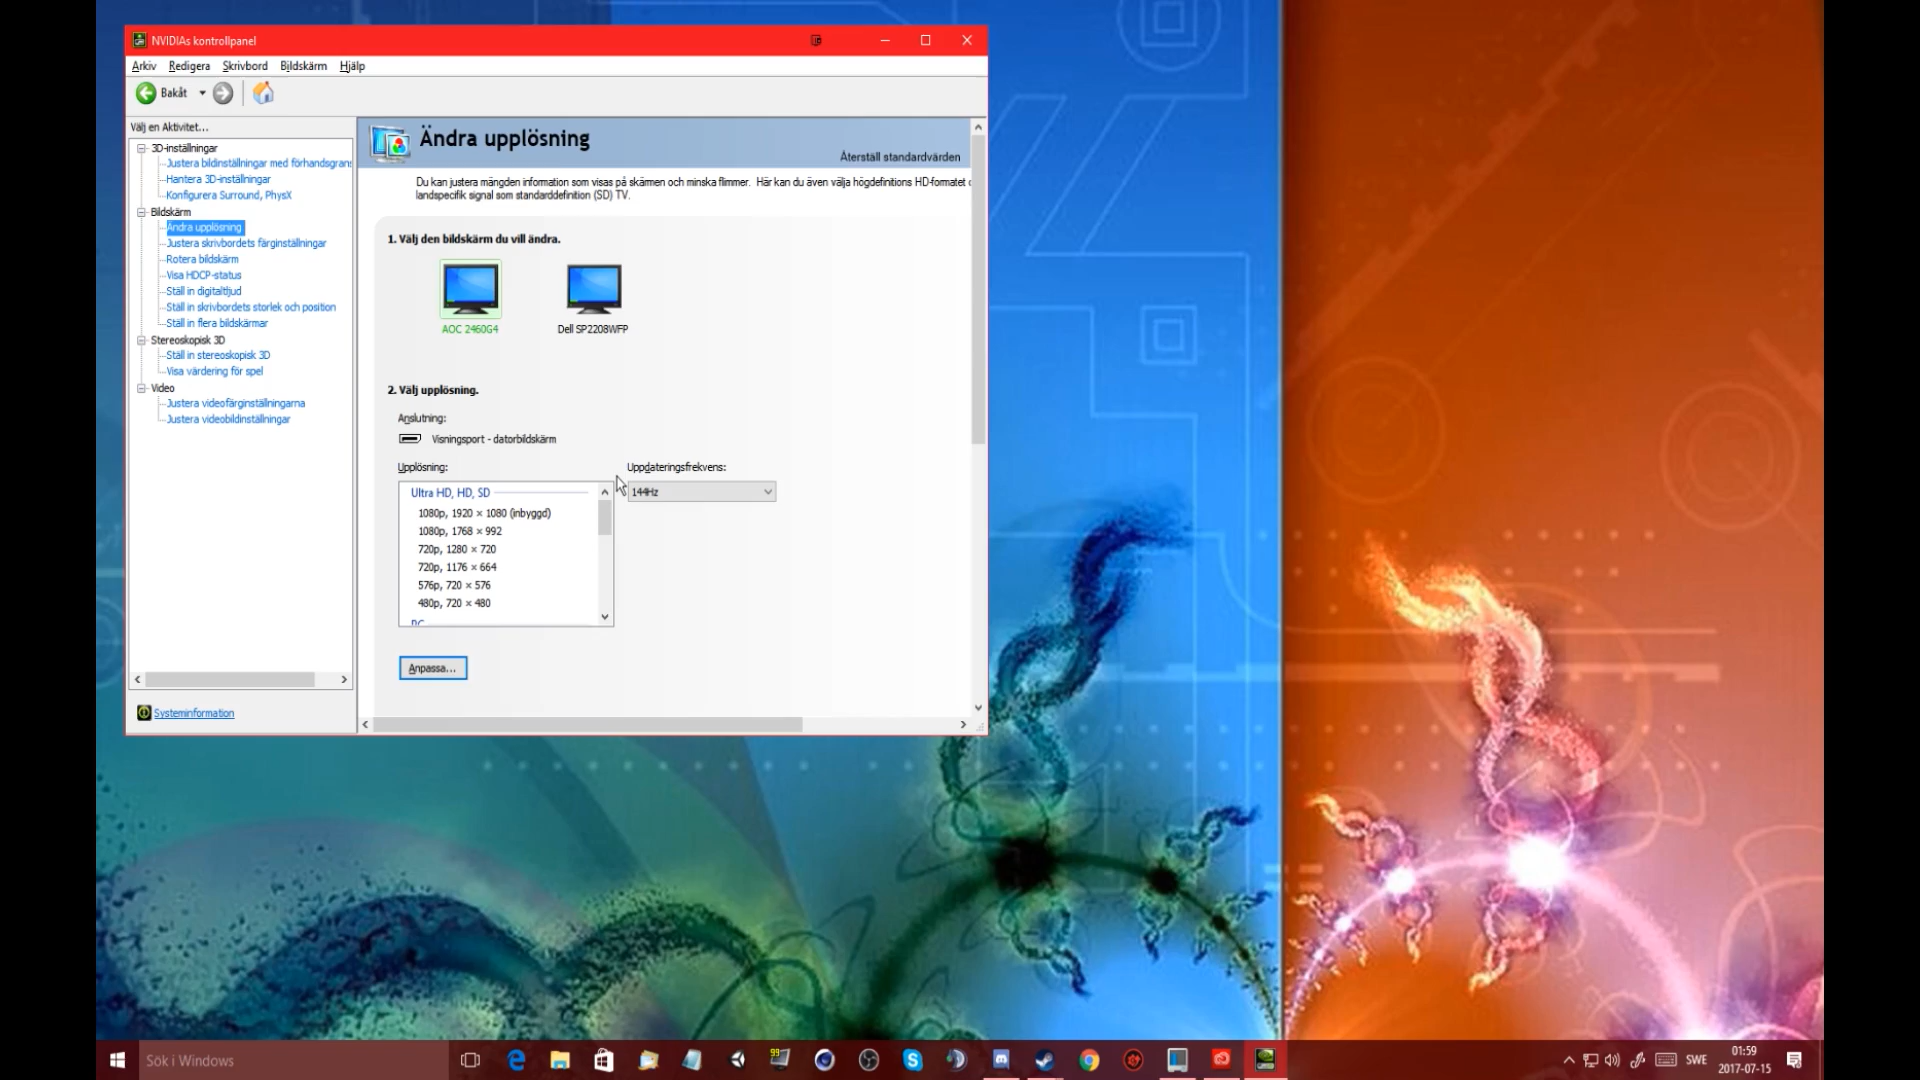 NVIDIAs kontrollpanel
Arkiv Redigera Skrivbord Bildskärm Hjälp
Bakåt
Välj en Aktivitet...
3D-inställningar
Justera bildinställningar med förhandsgrans
Hantera 3D-inställningar
Konfigurera Surround, PhysX
Bildskärm
Ändra upplösning
Justera skrivbordets färginställningar
Rotera bildskärm
Visa HDCP-status
Ställ in digitaltljud
Ställ in skrivbordets storlek och position
Ställ in flera bildskärmar
Stereoskopisk 3D
Ställ in stereoskopisk 3D
Visa värdering för spel
Video
Justera videofärginställningarna
Justera videobildinställningar
Systeminformation
Ändra upplösning
Återställ standardvärden
Du kan justera mängden information som visas på skärmen och minska flimmer. Här kan du även välja högdefinitions HD-formatet
landspecifik signal som standarddefinition (SD) TV.
1. Välj den bildskärm du vill ändra.
AOC 2460G4 Dell SP2208WFP
2. Välj upplösning.
Anslutning:
Visningsport - datorbildskärm
Upplösning: Uppdateringsfrekvens:
144Hz
Ultra HD, HD, SD
1080p, 1920 × 1080 (inbyggd)
1080p, 1768 × 992
720p, 1280 × 720
720p, 1176 × 664
576p, 720 × 576
480p, 720 × 480
PC
Anpassa...
Sök i Windows
99
SWE
01:59
2017-07-15